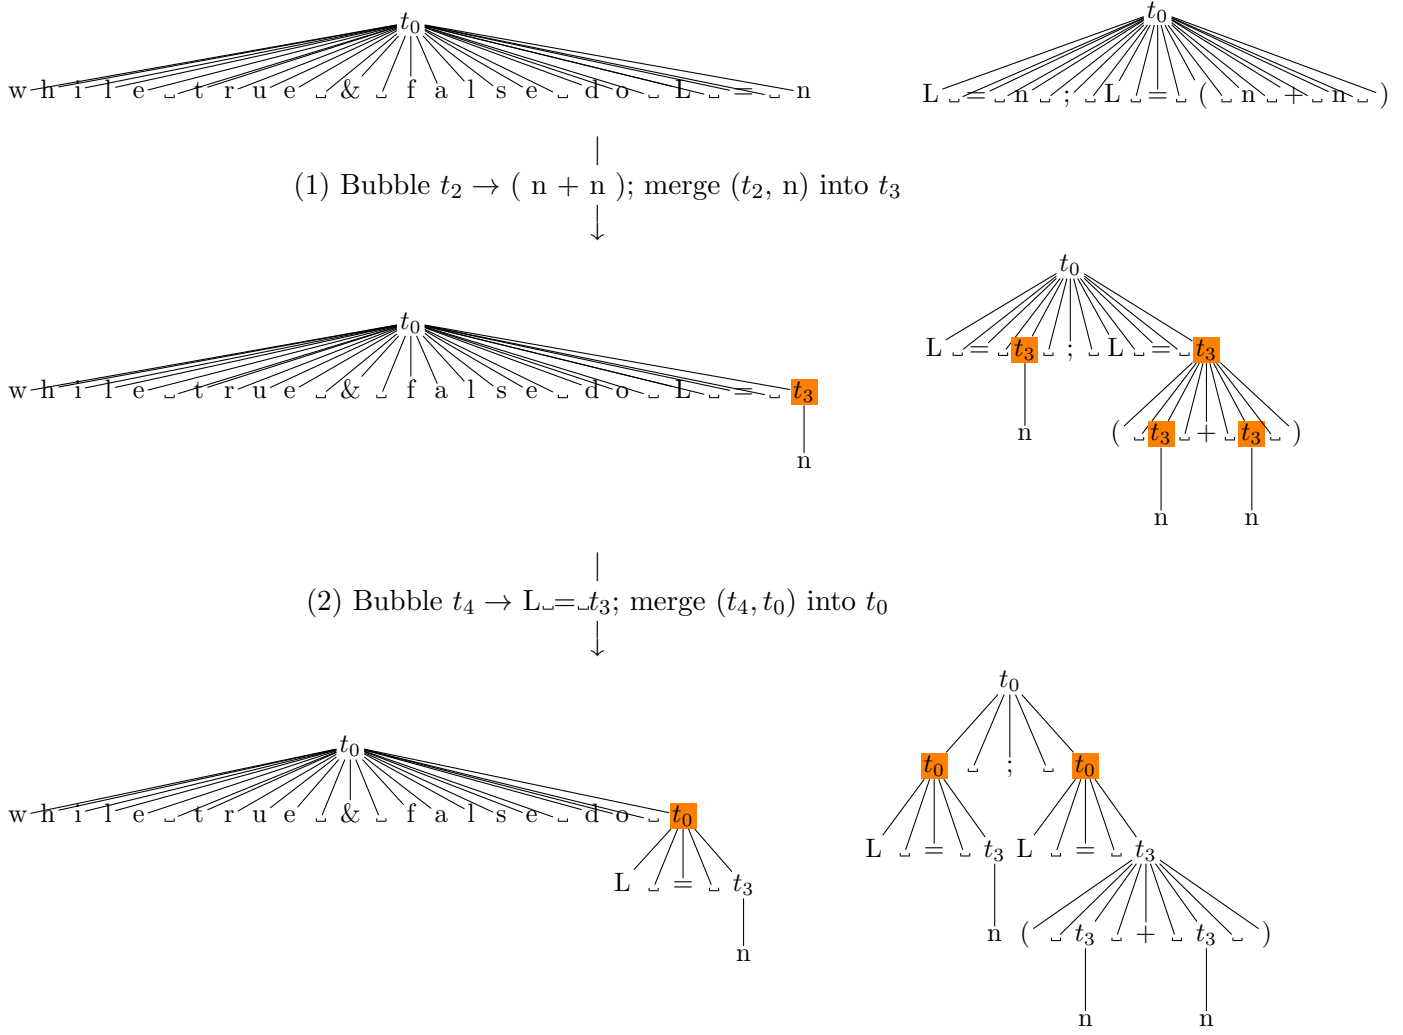 t₀ t₀
w h i l e ␣ t r u e ␣ & ␣ f a l s e ␣ d o ␣ L ␣ = ␣ n L ␣ = ␣ n ␣ ; ␣ L ␣ = ␣ ( ␣ n ␣ + ␣ n ␣ )
(1) Bubble t₂ → ( n + n ); merge (t₂, n) into t₃
t₀
t₀
L ␣ = ␣ t₃ ␣ ; ␣ L ␣ = ␣ t₃
w h i l e ␣ t r u e ␣ & ␣ f a l s e ␣ d o ␣ L ␣ = ␣ t₃
n ( ␣ t₃ ␣ + ␣ t₃ ␣ )
n
n n
(2) Bubble t₄ → L␣=␣t₃; merge (t₄, t₀) into t₀
t₀
t₀
t₀ ␣ ; ␣ t₀
w h i l e ␣ t r u e ␣ & ␣ f a l s e ␣ d o ␣ t₀
L ␣ = ␣ t₃ L ␣ = ␣ t₃
L ␣ = ␣ t₃
n ( ␣ t₃ ␣ + ␣ t₃ ␣ )
n
n n